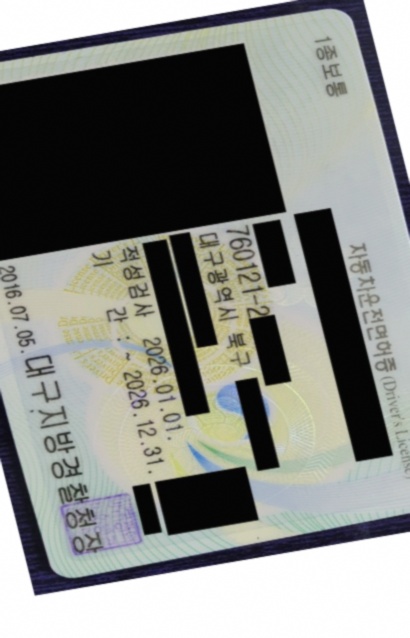 1종보통
자동차운전면허증 (Driver's License)
760121-2
대구광역시 북구
적성검사 2026.01.01.
기 간 : ~ 2026.12.31.
2016.07.05. 대구지방경찰청장